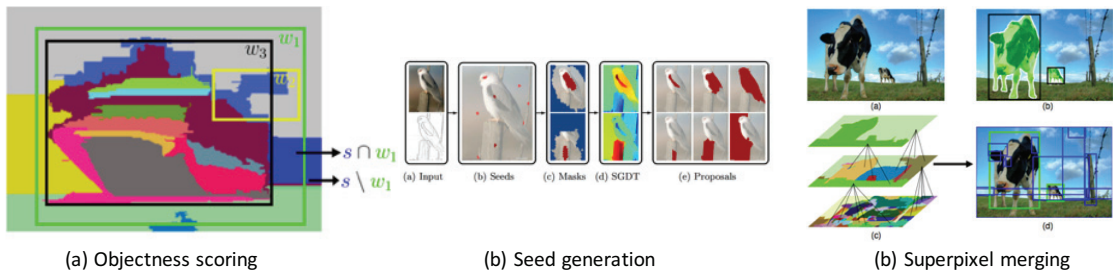 w₁
w₃
w₂
s ∩ w₁
s \ w₁
(a) Objectness scoring
(a) Input
(b) Seeds
(c) Masks
(d) SGDT
(e) Proposals
(b) Seed generation
(a)
(b)
(c)
(d)
(b) Superpixel merging